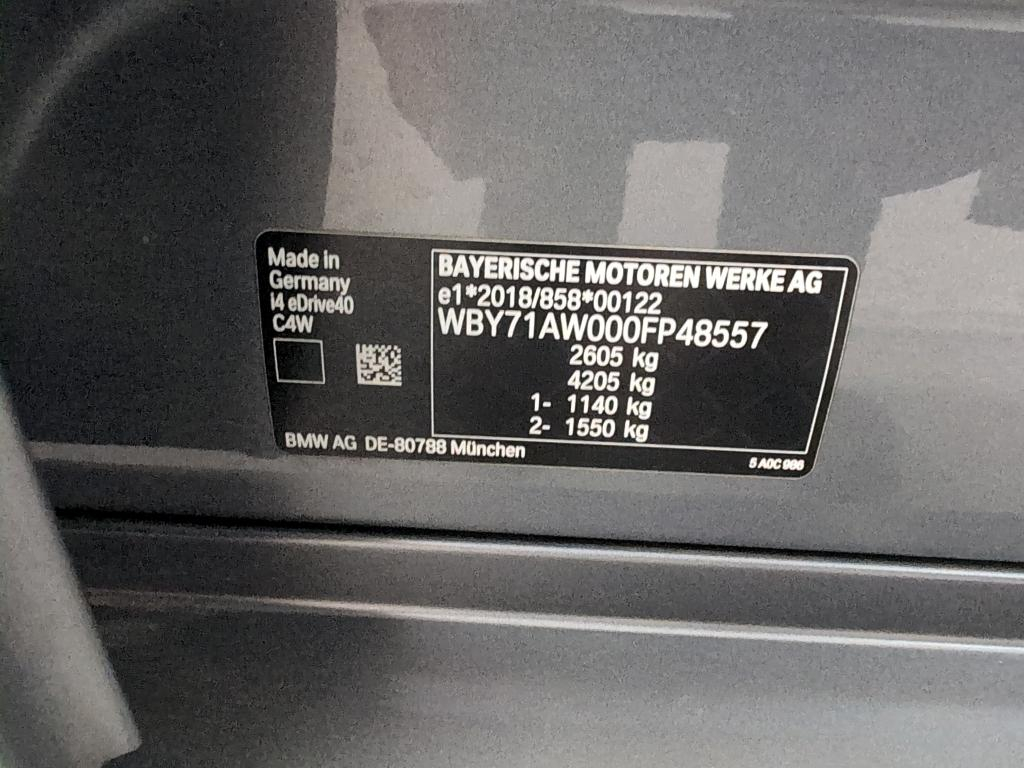 Made in
Germany
i4 eDrive40
C4W
BAYERISCHE MOTOREN WERKE AG
e1*2018/858*00122
WBY71AW000FP48557
2605 kg
4205 kg
1- 1140 kg
2- 1550 kg
BMW AG DE-80788 München
5 A0C 986